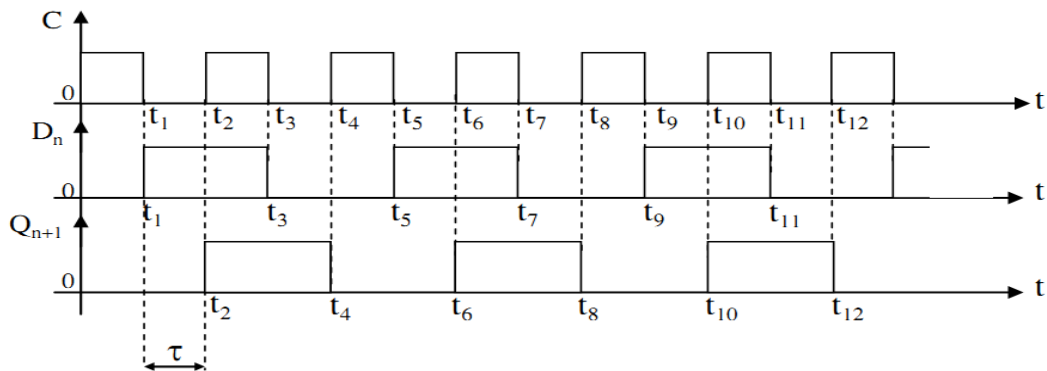 C
0 t
t₁ t₂ t₃ t₄ t₅ t₆ t₇ t₈ t₉ t₁₀ t₁₁ t₁₂
Dₙ
0 t
t₁ t₃ t₅ t₇ t₉ t₁₁
Qₙ₊₁
0 t
t₂ t₄ t₆ t₈ t₁₀ t₁₂
τ